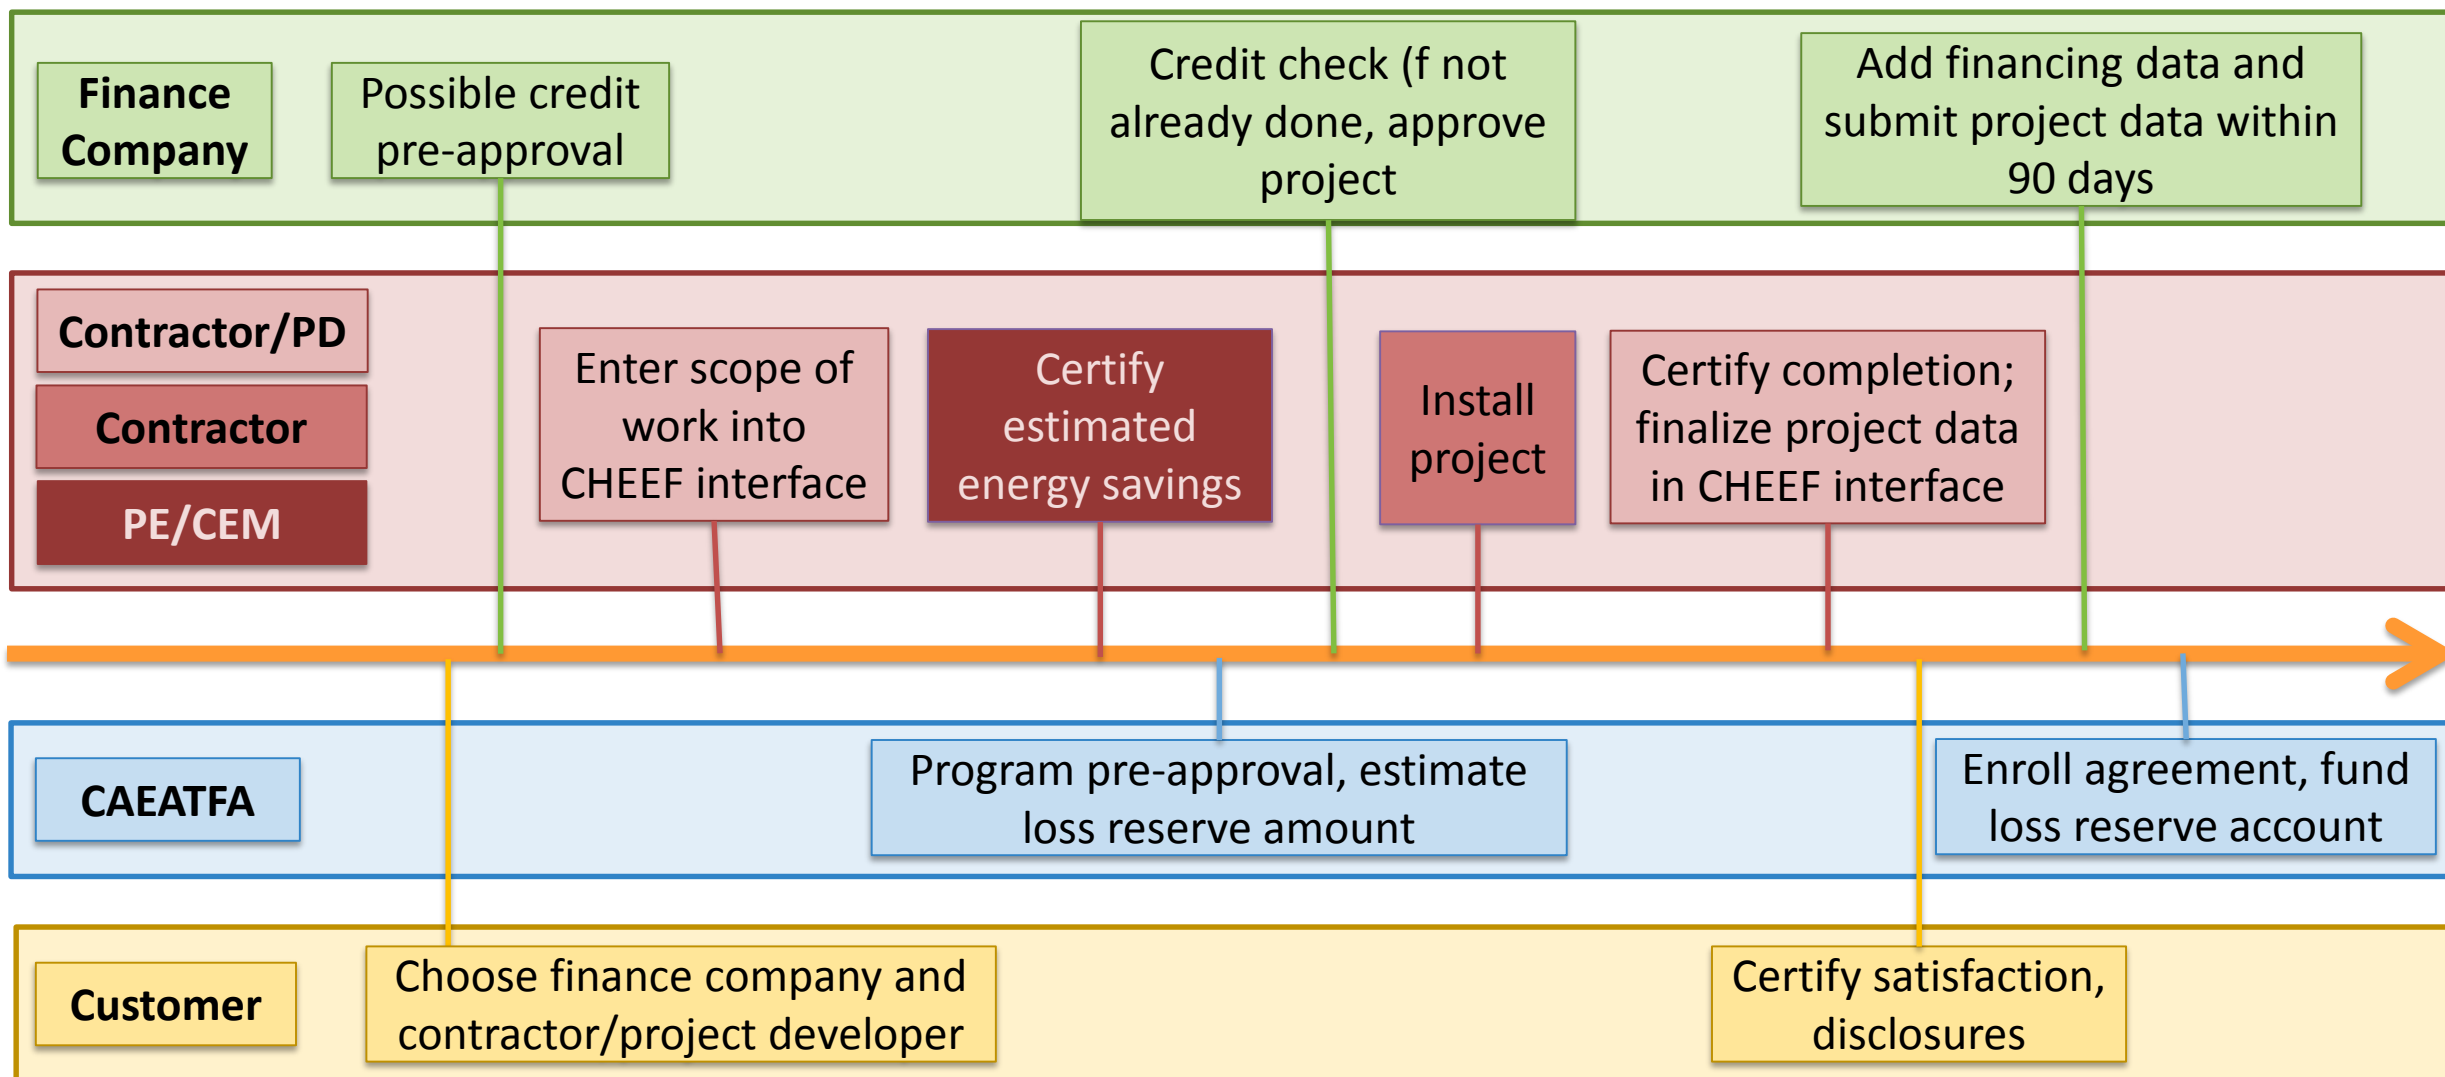 Finance
Company
Possible credit
pre-approval
Credit check (f not
already done, approve
project
Add financing data and
submit project data within
90 days
Contractor/PD
Contractor
PE/CEM
Enter scope of
work into
CHEEF interface
Certify
estimated
energy savings
Install
project
Certify completion;
finalize project data
in CHEEF interface
CAEATFA
Program pre-approval, estimate
loss reserve amount
Enroll agreement, fund
loss reserve account
Customer
Choose finance company and
contractor/project developer
Certify satisfaction,
disclosures